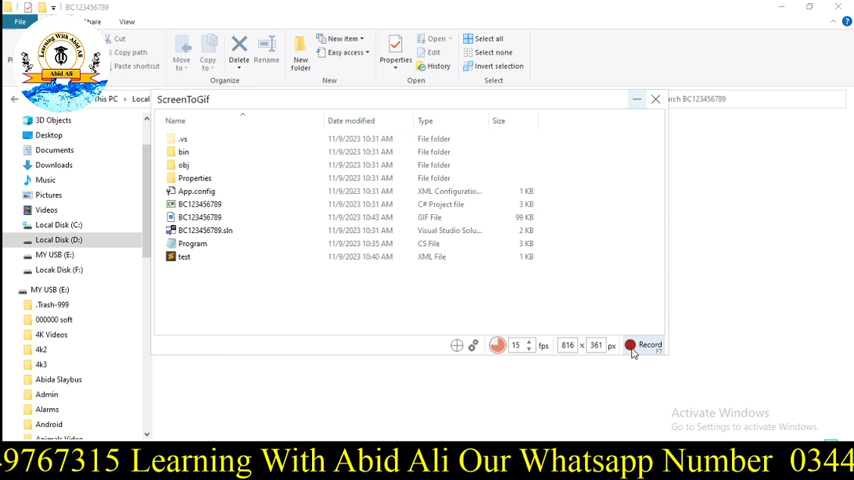 BC123456789
File Share View
Cut
Copy path
Paste shortcut
Move to
Copy to
Delete
Rename
Organize
New folder
New item
Easy access
New
Properties
Open
Edit
History
Open
Select all
Select none
Invert selection
Select
Learning With Abid Ali
Abid Ali
This PC > Local
ScreenToGif
BC123456789
Name Date modified Type Size
.vs 11/9/2023 10:31 AM File folder
bin 11/9/2023 10:31 AM File folder
obj 11/9/2023 10:31 AM File folder
Properties 11/9/2023 10:31 AM File folder
App.config 11/9/2023 10:31 AM XML Configuratio... 1 KB
BC123456789 11/9/2023 10:31 AM C# Project file 3 KB
BC123456789 11/9/2023 10:43 AM GIF File 99 KB
BC123456789.sln 11/9/2023 10:31 AM Visual Studio Solu... 2 KB
Program 11/9/2023 10:35 AM CS File 3 KB
test 11/9/2023 10:40 AM XML File 1 KB
15 fps 816 x 361 px Record
F7
3D Objects
Desktop
Documents
Downloads
Music
Pictures
Videos
Local Disk (C:)
Local Disk (D:)
MY USB (E:)
Locak Disk (F:)
MY USB (E:)
.Trash-999
000000 soft
4K Videos
4k2
4k3
Abida Slaybus
Admin
Alarms
Android
Animals Video
Activate Windows
Go to Settings to activate Windows.
49767315 Learning With Abid Ali Our Whatsapp Number 0344